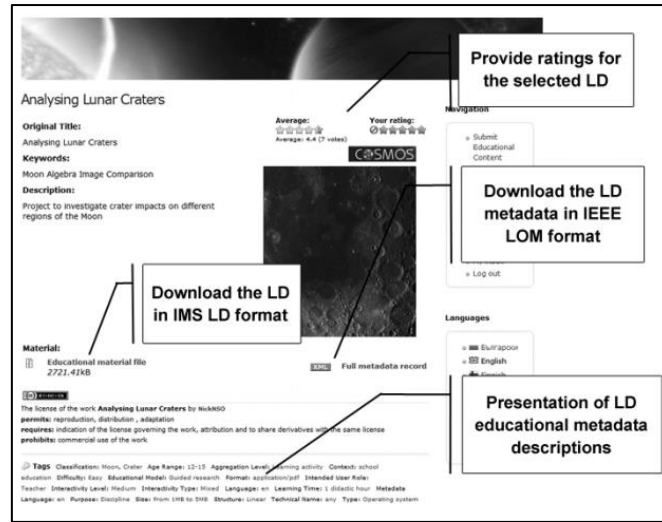 Provide ratings for
the selected LD
Analysing Lunar Craters
Average:
Your rating:
Average: 4.4 (7 votes)
Navigation
Original Title:
Analysing Lunar Craters
Submit
Educational
Content
Keywords:
COSMOS
Moon Algebra Image Comparison
Description:
Project to investigate crater impacts on different
regions of the Moon
Download the LD
metadata in IEEE
LOM format
Log out
Download the LD
in IMS LD format
Languages
Material:
Educational material file
2721.41kB
XML Full metadata record
Български
English
The license of the work Analysing Lunar Craters by NickNSO
permits: reproduction, distribution , adaptation
requires: indication of the license governing the work, attribution and to share derivatives with the same license
prohibits: commercial use of the work
Presentation of LD
educational metadata
descriptions
Tags Classification: Moon, Crater Age Range: 12-15 Aggregation Level: Learning activity Context: school
education Difficulty: Easy Educational Model: Guided research Format: application/pdf Intended User Role:
Teacher Interactivity Level: Medium Interactivity Type: Mixed Language: en Learning Time: 1 didactic hour Metadata
Language: en Purpose: Discipline Size: From 1MB to 5MB Structure: Linear Technical Name: any Type: Operating system